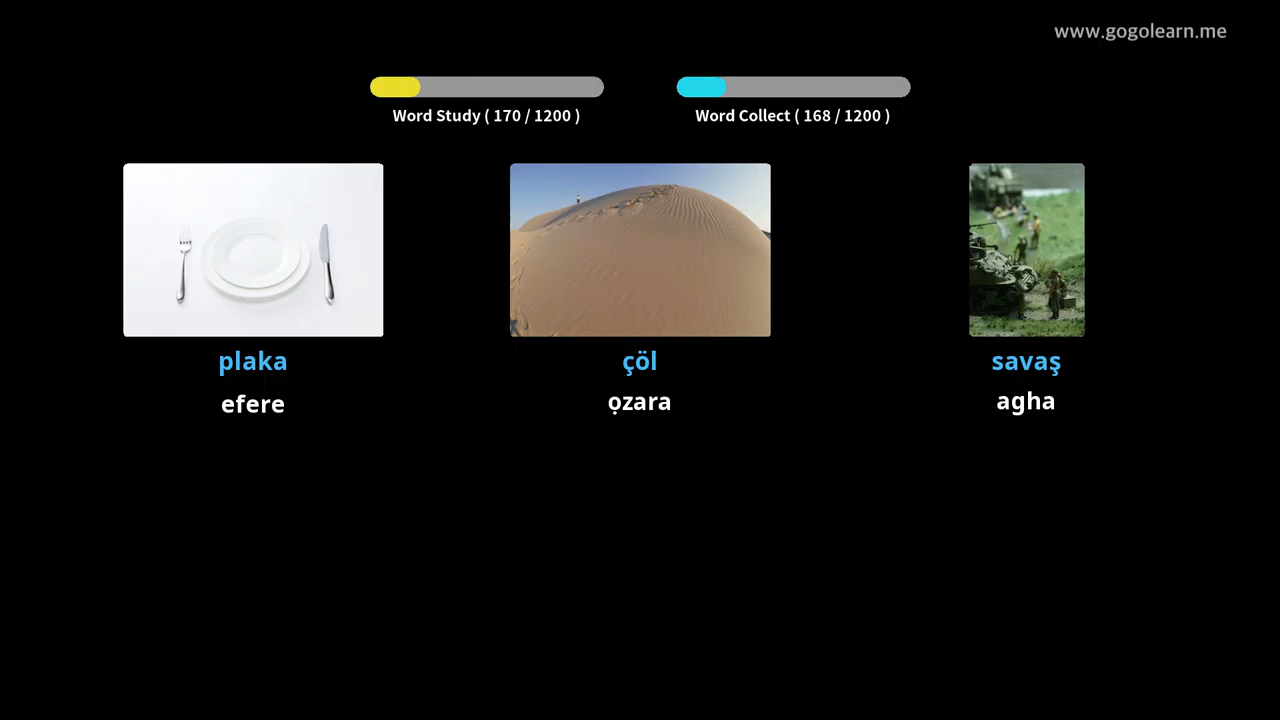 www.gogolearn.me
Word Study ( 170 / 1200 )
Word Collect ( 168 / 1200 )
plaka
efere
çöl
ọzara
savaş
agha